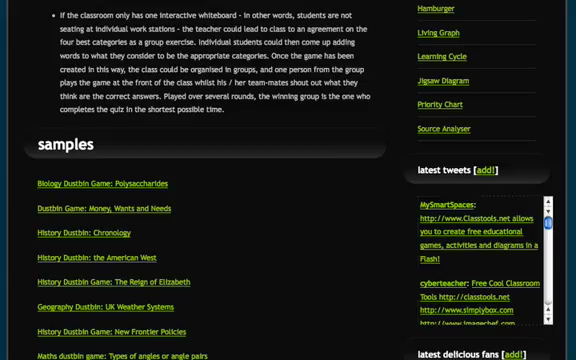 • If the classroom only has one interactive whiteboard - in other words, students are not
seating at individual work stations - the teacher could lead to class to an agreement on the
four best categories as a group exercise. Individual students could then come up adding
words to what they consider to be the appropriate categories. Once the game has been
created in this way, the class could be organised in groups, and one person from the group
plays the game at the front of the class whilst his / her team-mates shout out what they
think are the correct answers. Played over several rounds, the winning group is the one who
completes the quiz in the shortest possible time.
samples
Biology Dustbin Game: Polysaccharides
Dustbin Game: Money, Wants and Needs
History Dustbin: Chronology
History Dustbin: the American West
History Dustbin Game: The Reign of Elizabeth
Geography Dustbin: UK Weather Systems
History Dustbin Game: New Frontier Policies
Maths dustbin game: Types of angles or angle pairs
Hamburger
Living Graph
Learning Cycle
Jigsaw Diagram
Priority Chart
Source Analyser
latest tweets [add!]
MySmartSpaces:
http://www.Classtools.net allows
you to create free educational
games, activities and diagrams in a
Flash!
cyberteacher: Free Cool Classroom
Tools http://classtools.net
http://www.simplybox.com
http://www.imagechef.com
latest delicious fans [add!]